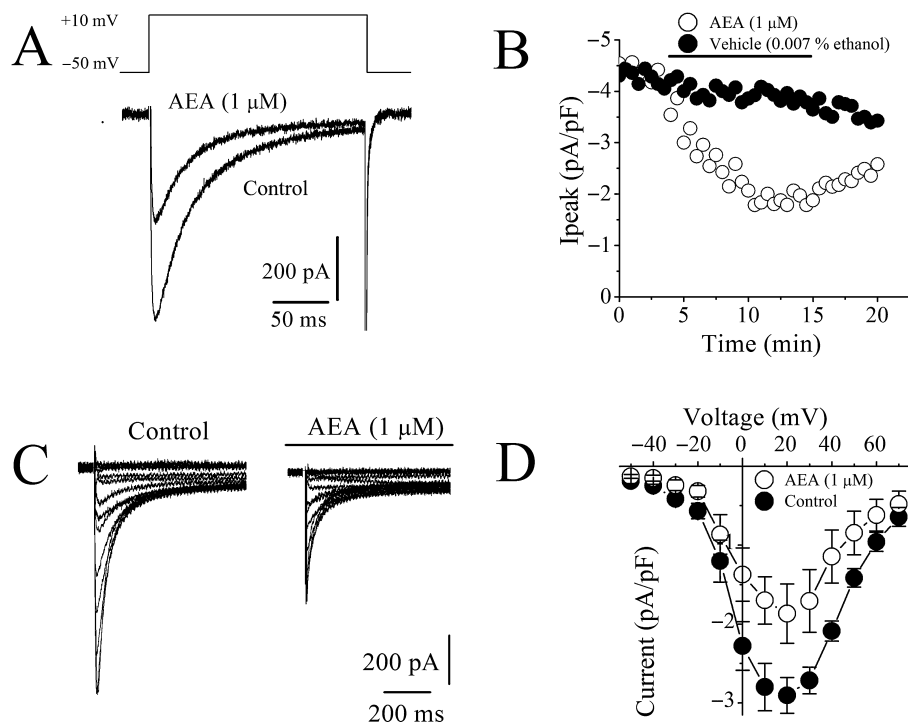 A
+10 mV
−50 mV
AEA (1 μM)
Control
200 pA
50 ms
B
AEA (1 μM)
Vehicle (0.007 % ethanol)
Ipeak (pA/pF)
-5
-4
-3
-2
-1
0
0 5 10 15 20
Time (min)
C
Control
AEA (1 μM)
200 pA
200 ms
D
Voltage (mV)
-40 -20 0 20 40 60
AEA (1 μM)
Control
Current (pA/pF)
-2
-3